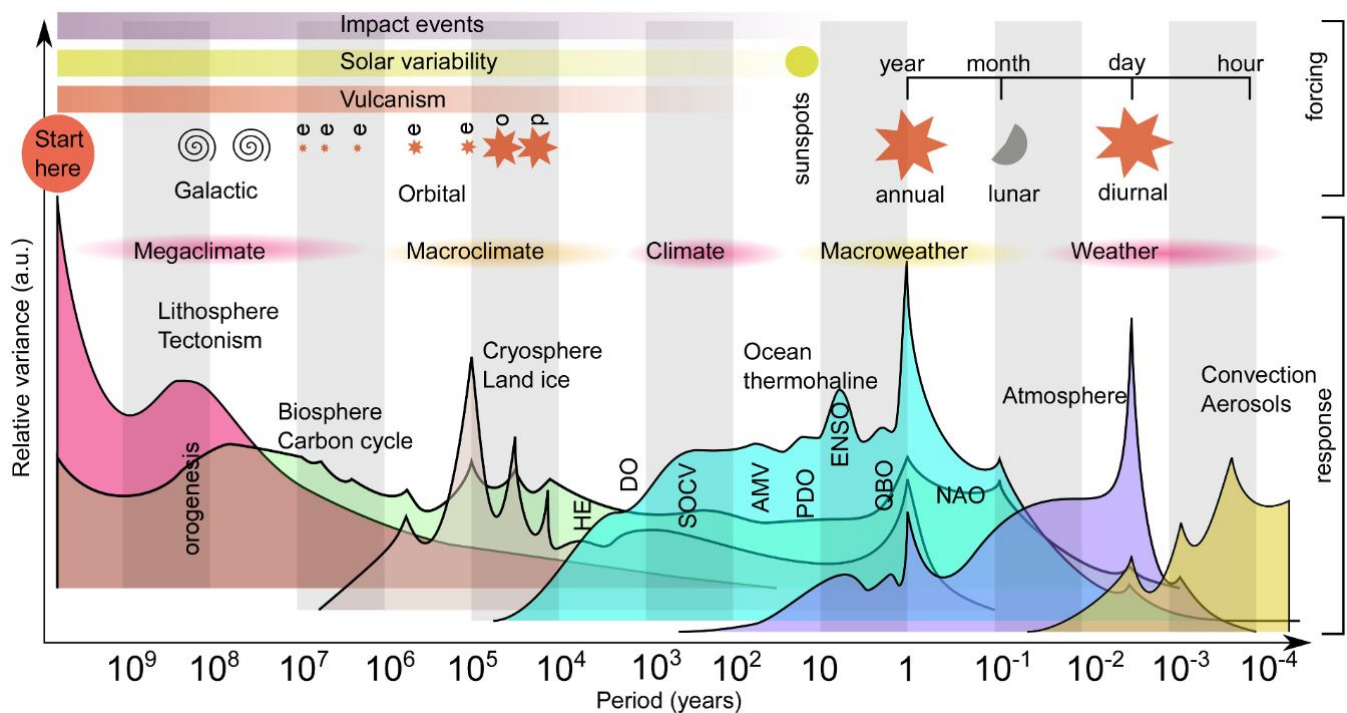 Impact events
Solar variability
Vulcanism
Start
here
e
e
e
e
e
o
p
Galactic
Orbital
sunspots
year
month
day
hour
annual
lunar
diurnal
forcing
Megaclimate
Macroclimate
Climate
Macroweather
Weather
Relative variance (a.u.)
Lithosphere
Tectonism
orogenesis
Biosphere
Carbon cycle
Cryosphere
Land ice
HE
DO
SOCV
AMV
PDO
Ocean
thermohaline
ENSO
QBO
NAO
Atmosphere
Convection
Aerosols
response
10⁹ 10⁸ 10⁷ 10⁶ 10⁵ 10⁴ 10³ 10² 10 1 10⁻¹ 10⁻² 10⁻³ 10⁻⁴
Period (years)